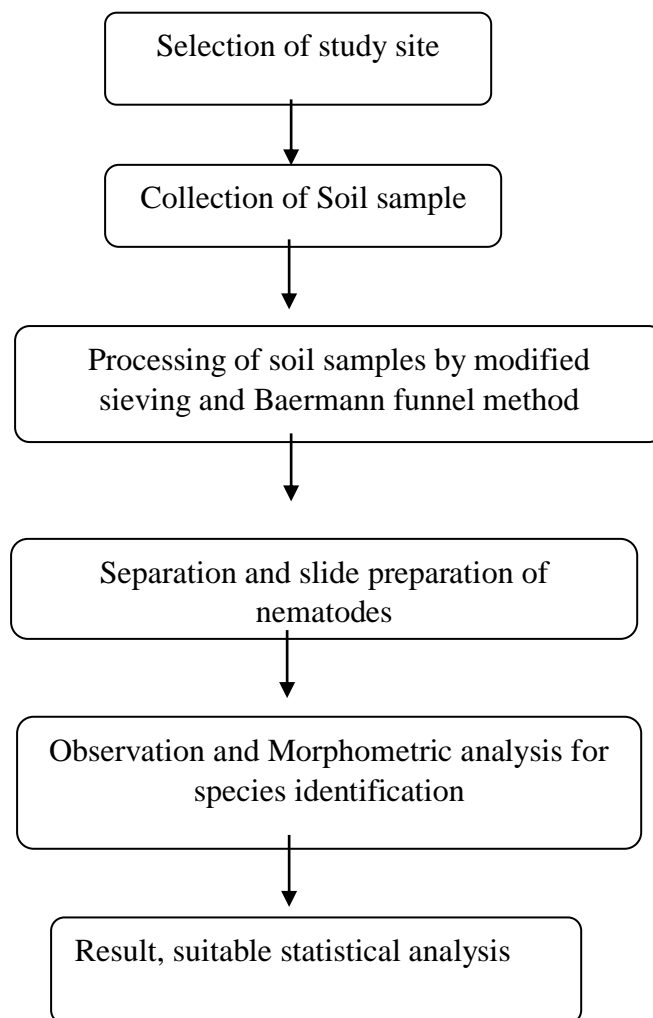 Selection of study site
Collection of Soil sample
Processing of soil samples by modified
sieving and Baermann funnel method
Separation and slide preparation of
nematodes
Observation and Morphometric analysis for
species identification
Result, suitable statistical analysis